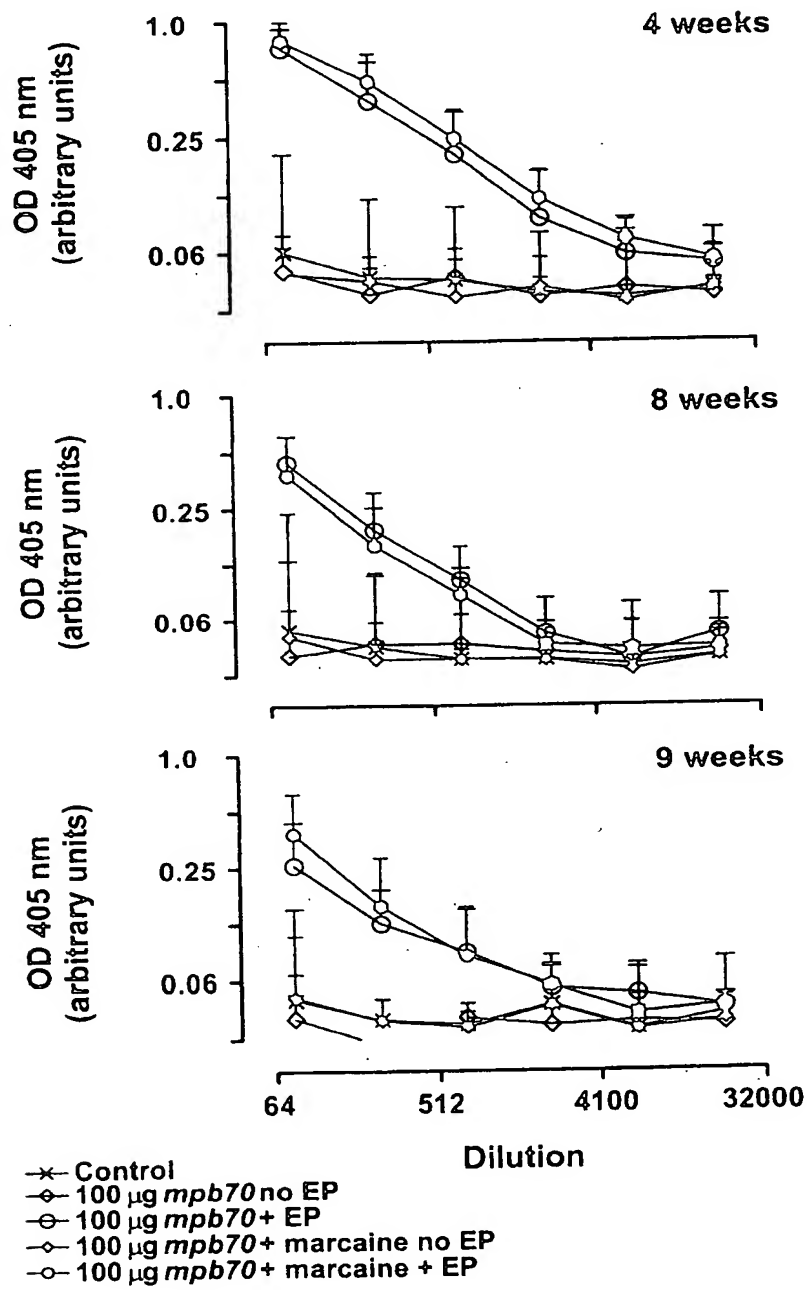 4 weeks
1.0
0.25
0.06
OD 405 nm
(arbitrary units)
8 weeks
1.0
0.25
0.06
OD 405 nm
(arbitrary units)
9 weeks
1.0
0.25
0.06
OD 405 nm
(arbitrary units)
64 512 4100 32000
Dilution
Control
100 µg mpb70 no EP
100 µg mpb70 + EP
100 µg mpb70 + marcaine no EP
100 µg mpb70 + marcaine + EP